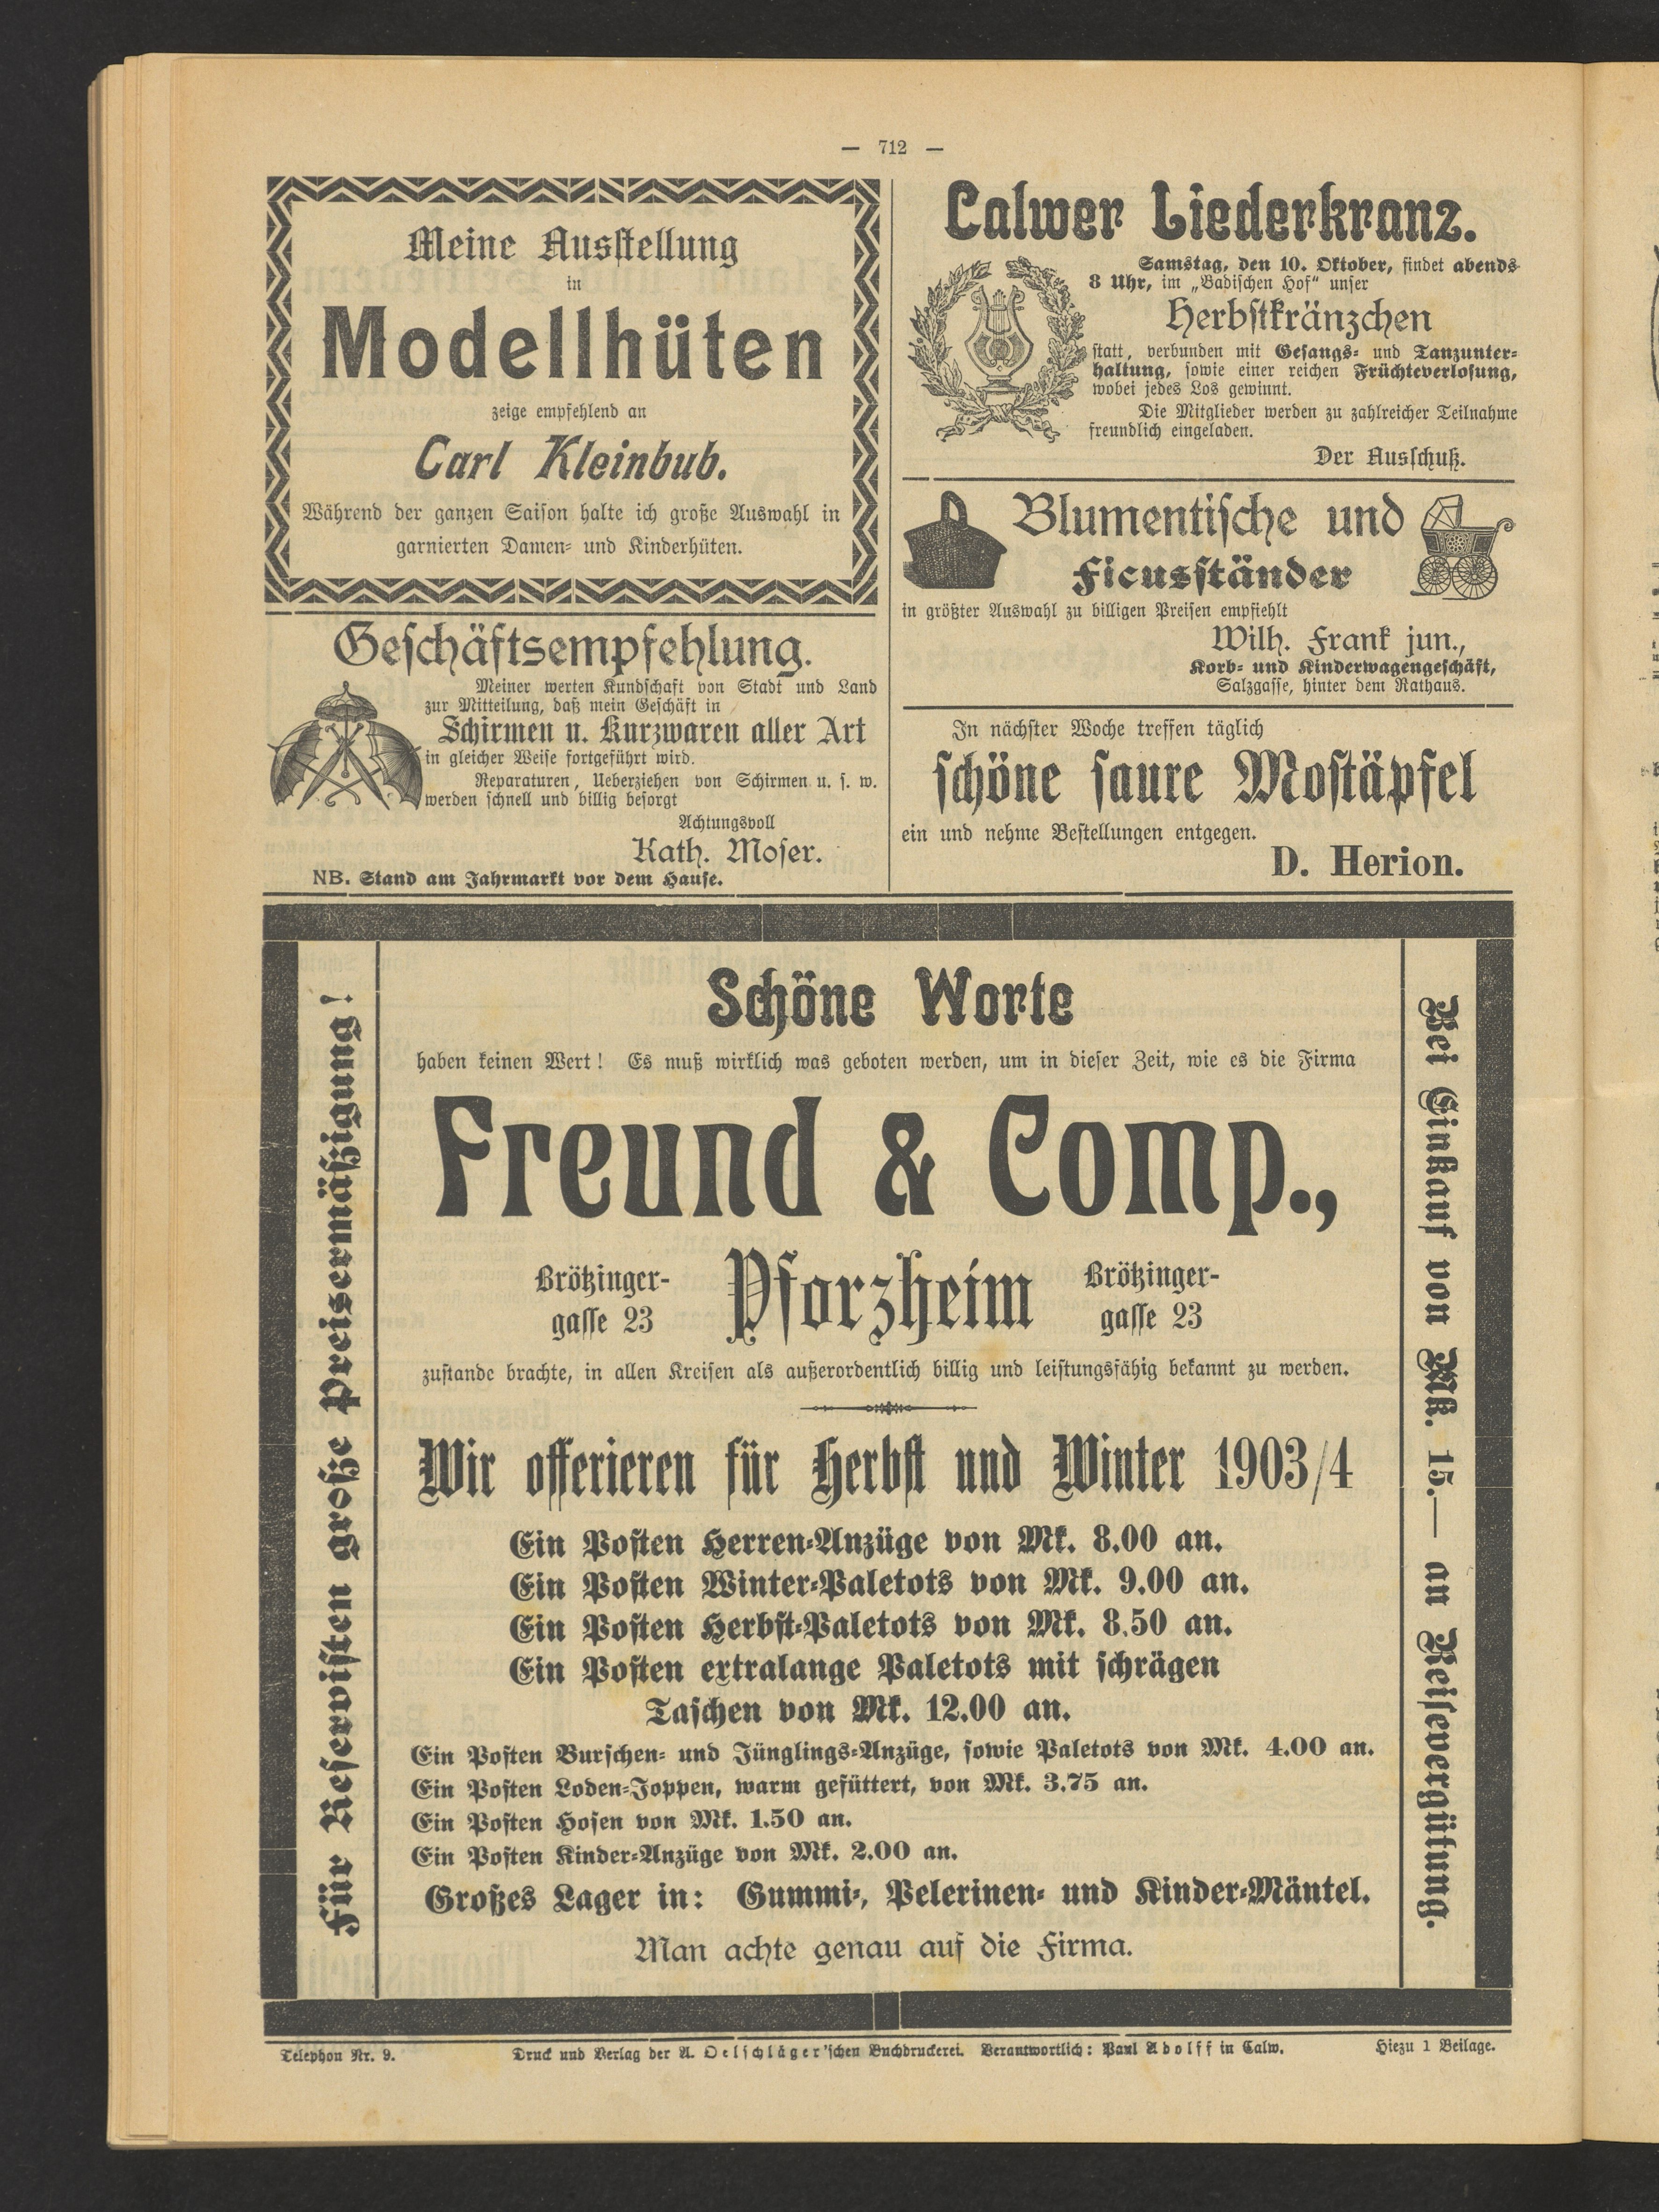 — 712 —
Meine Ausstellung
in
Modellhüten
zeige empfehlend an
Carl Kleinbub.
Während der ganzen Saison halte ich große Auswahl in
garnierten Damen- und Kinderhüten.
Geschäftsempfehlung.
Meiner werten Kundschaft von Stadt und Land
zur Mitteilung, daß mein Geschäft in
Schirmen u. Kurzwaren aller Art
in gleicher Weise fortgeführt wird.
Reparaturen, Ueberziehen von Schirmen u. s. w.
werden schnell und billig besorgt
Achtungsvoll
Kath. Moser.
NB. Stand am Jahrmarkt vor dem Hause.
Calwer Liederkranz.
Samstag, den 10. Oktober, findet abends
8 Uhr, im „Badischen Hof“ unser
Herbstkränzchen
statt, verbunden mit Gesangs- und Tanzunter-
haltung, sowie einer reichen Früchteverlosung,
wobei jedes Los gewinnt.
Die Mitglieder werden zu zahlreicher Teilnahme
freundlich eingeladen.
Der Ausschuß.
Blumentische und
Ficusständer
in größter Auswahl zu billigen Preisen empfiehlt
Wilh. Frank jun.,
Korb- und Kinderwagengeschäft,
Salzgasse, hinter dem Rathaus.
In nächster Woche treffen täglich
schöne saure Mostäpfel
ein und nehme Bestellungen entgegen.
D. Herion.
Für Reservisten große Preisermäßigung!
Schöne Worte
haben keinen Wert! Es muß wirklich was geboten werden, um in dieser Zeit, wie es die Firma
Freund & Comp.,
Brötzinger-
gasse 23
Pforzheim
Brötzinger-
gasse 23
zustande brachte, in allen Kreisen als außerordentlich billig und leistungsfähig bekannt zu werden.
Wir offerieren für Herbst und Winter 1903/4
Ein Posten Herren-Anzüge von Mk. 8.00 an.
Ein Posten Winter-Paletots von Mk. 9.00 an.
Ein Posten Herbst-Paletots von Mk. 8.50 an.
Ein Posten extralange Paletots mit schrägen
Taschen von Mk. 12.00 an.
Ein Posten Burschen- und Jünglings-Anzüge, sowie Paletots von Mk. 4.00 an.
Ein Posten Loden-Joppen, warm gefüttert, von Mk. 3.75 an.
Ein Posten Hosen von Mk. 1.50 an.
Ein Posten Kinder-Anzüge von Mk. 2.00 an.
Großes Lager in: Gummi-, Pelerinen- und Kinder-Mäntel.
Man achte genau auf die Firma.
Bei Einkauf von Mk. 15.— an Reisevergütung.
Telephon Nr. 9.
Druck und Verlag der A. Oelschläger'schen Buchdruckerei. Verantwortlich: Paul Adolff in Calw.
Hiezu 1 Beilage.